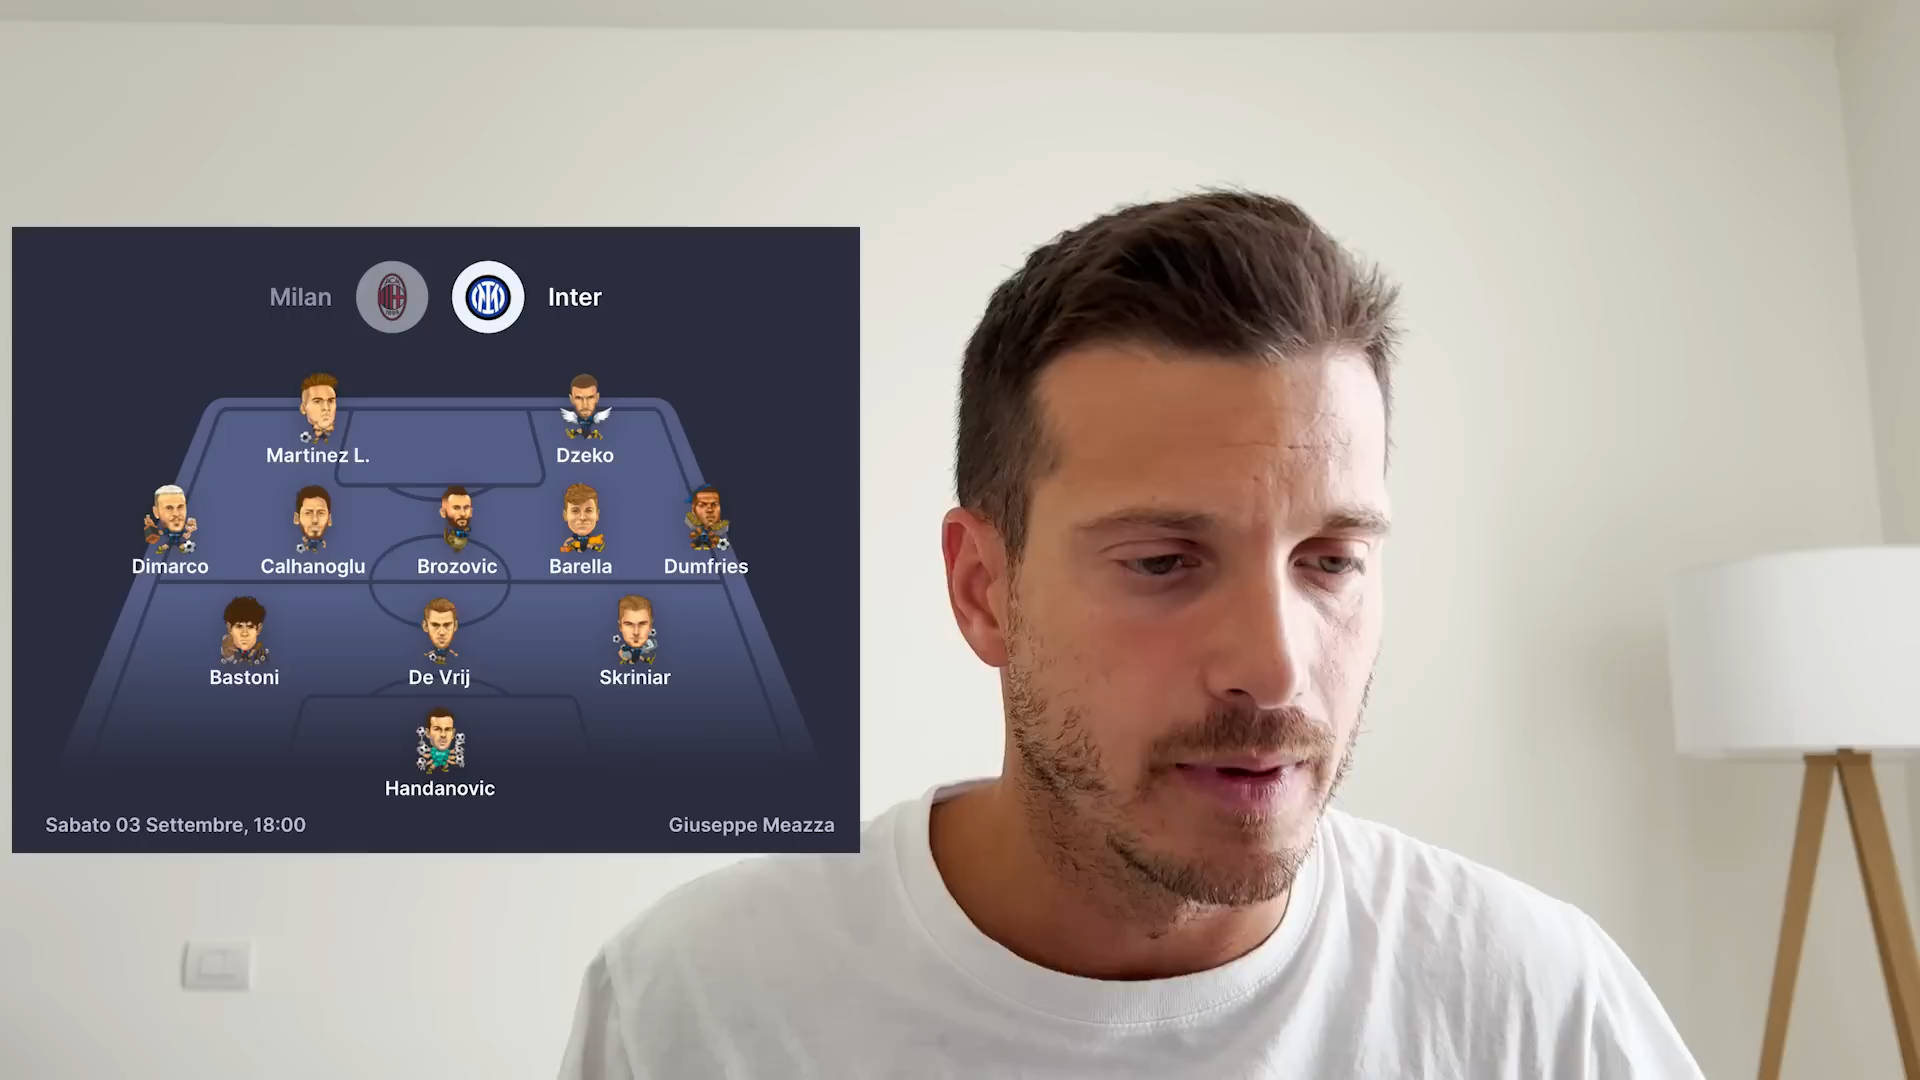 Milan Inter
Martinez L. Dzeko
Dimarco Calhanoglu Brozovic Barella Dumfries
Bastoni De Vrij Skriniar
Handanovic
Sabato 03 Settembre, 18:00 Giuseppe Meazza